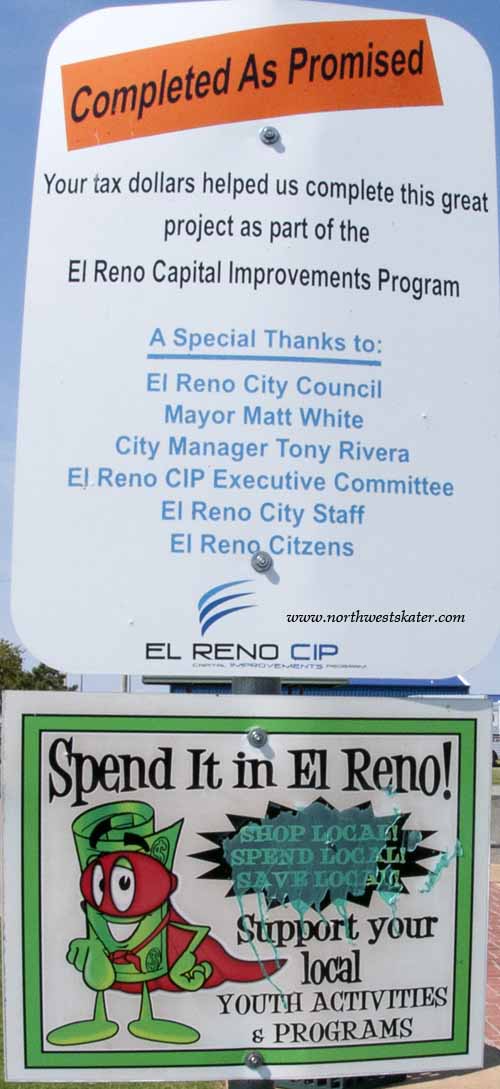 Completed As Promised
Your tax dollars helped us complete this great
project as part of the
El Reno Capital Improvements Program
A Special Thanks to:
El Reno City Council
Mayor Matt White
City Manager Tony Rivera
El Reno CIP Executive Committee
El Reno City Staff
El Reno Citzens
www.northwestskater.com
EL RENO CIP
CAPITAL IMPROVEMENTS PROGRAM
Spend It in El Reno!
SHOP LOCAL!
SPEND LOCAL!
SAVE LOCAL!
Support your
local
YOUTH ACTIVITIES
& PROGRAMS